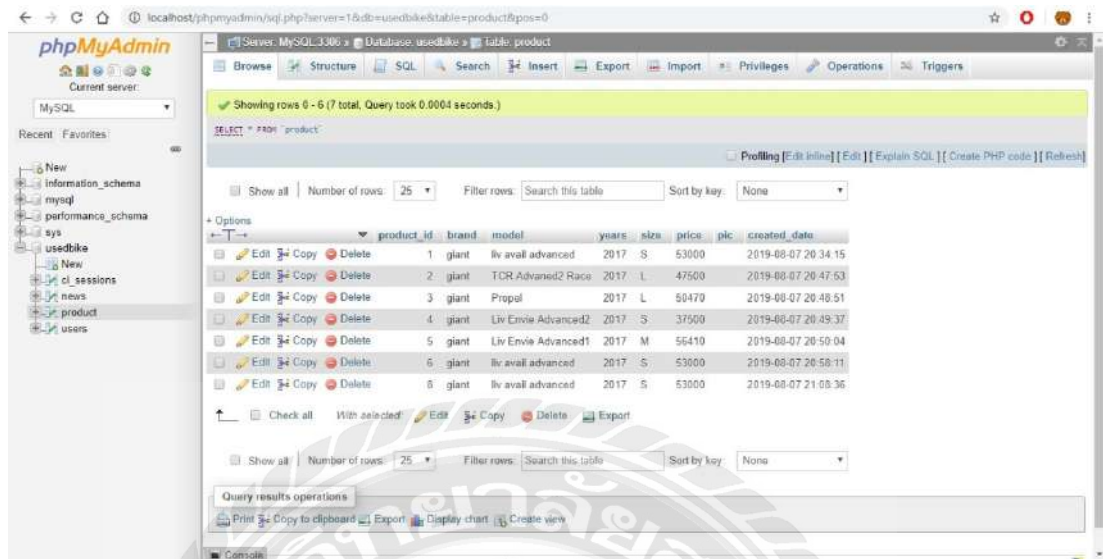 localhost/phpmyadmin/sql.php?server=1&db=usedbike&table=product&pos=0
phpMyAdmin
Current server:
MySQL
Recent Favorites
New
information_schema
mysql
performance_schema
sys
usedbike
New
ci_sessions
news
product
users
Server: MySQL:3306 » Database: usedbike » Table: product
Browse Structure SQL Search Insert Export Import Privileges Operations Triggers
Showing rows 0 - 6 (7 total, Query took 0.0004 seconds.)
SELECT * FROM `product`
Profiling [Edit inline] [ Edit ] [ Explain SQL ] [ Create PHP code ] [ Refresh]
Show all Number of rows: 25 Filter rows: Search this table Sort by key: None
+ Options
product_id brand model years size price pic created_date
Edit Copy Delete 1 giant liv avail advanced 2017 S 53000 2019-08-07 20:34:15
Edit Copy Delete 2 giant TCR Advaned2 Race 2017 L 47500 2019-08-07 20:47:53
Edit Copy Delete 3 giant Propel 2017 L 50470 2019-08-07 20:48:51
Edit Copy Delete 4 giant Liv Envie Advanced2 2017 S 37500 2019-08-07 20:49:37
Edit Copy Delete 5 giant Liv Envie Advanced1 2017 M 56410 2019-08-07 20:50:04
Edit Copy Delete 6 giant liv avail advanced 2017 S 53000 2019-08-07 20:58:11
Edit Copy Delete 8 giant liv avail advanced 2017 S 53000 2019-08-07 21:08:36
Check all With selected: Edit Copy Delete Export
Show all Number of rows: 25 Filter rows: Search this table Sort by key: None
Query results operations
Print Copy to clipboard Export Display chart Create view
Console